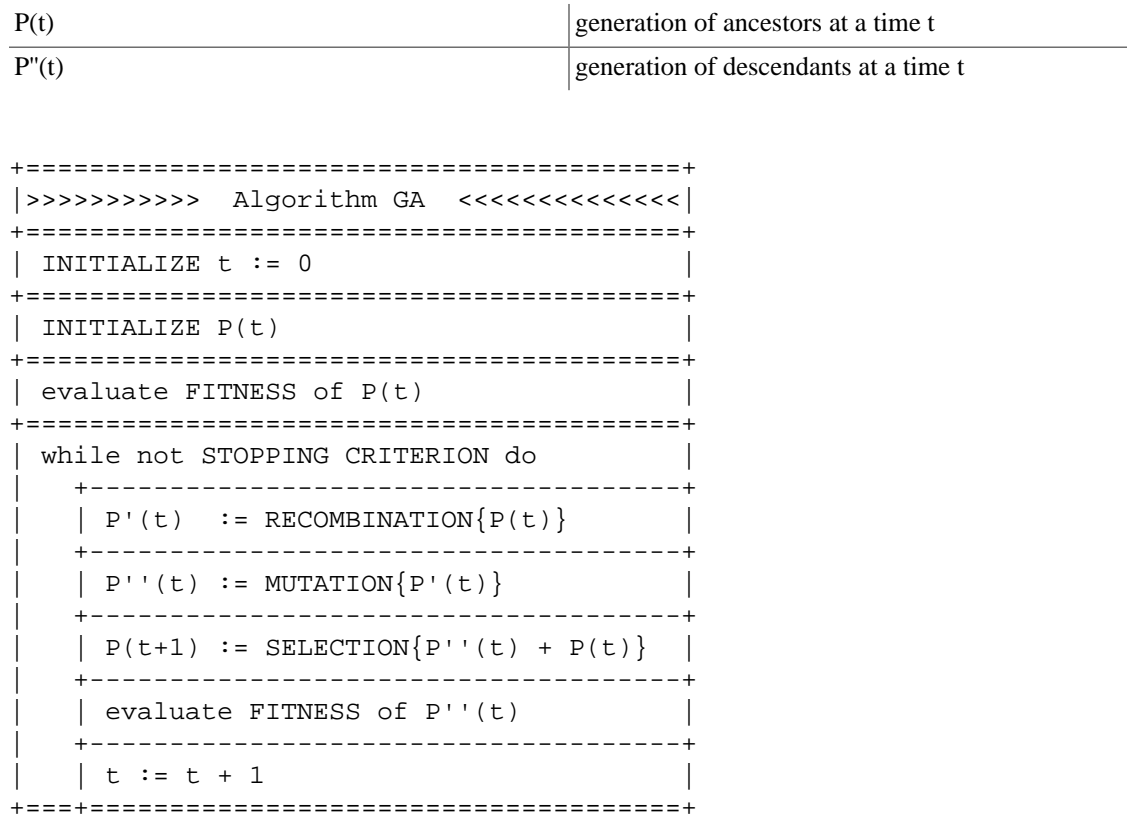 P(t) generation of ancestors at a time t
P''(t) generation of descendants at a time t
+=========================================+
|>>>>>>>>>>>  Algorithm GA  <<<<<<<<<<<<<<|
+=========================================+
| INITIALIZE t := 0                       |
+=========================================+
| INITIALIZE P(t)                         |
+=========================================+
| evaluate FITNESS of P(t)                |
+=========================================+
| while not STOPPING CRITERION do         |
|   +-------------------------------------+
|   | P'(t)  := RECOMBINATION{P(t)}       |
|   +-------------------------------------+
|   | P''(t) := MUTATION{P'(t)}           |
|   +-------------------------------------+
|   | P(t+1) := SELECTION{P''(t) + P(t)}  |
|   +-------------------------------------+
|   | evaluate FITNESS of P''(t)          |
|   +-------------------------------------+
|   | t := t + 1                          |
+===+=====================================+